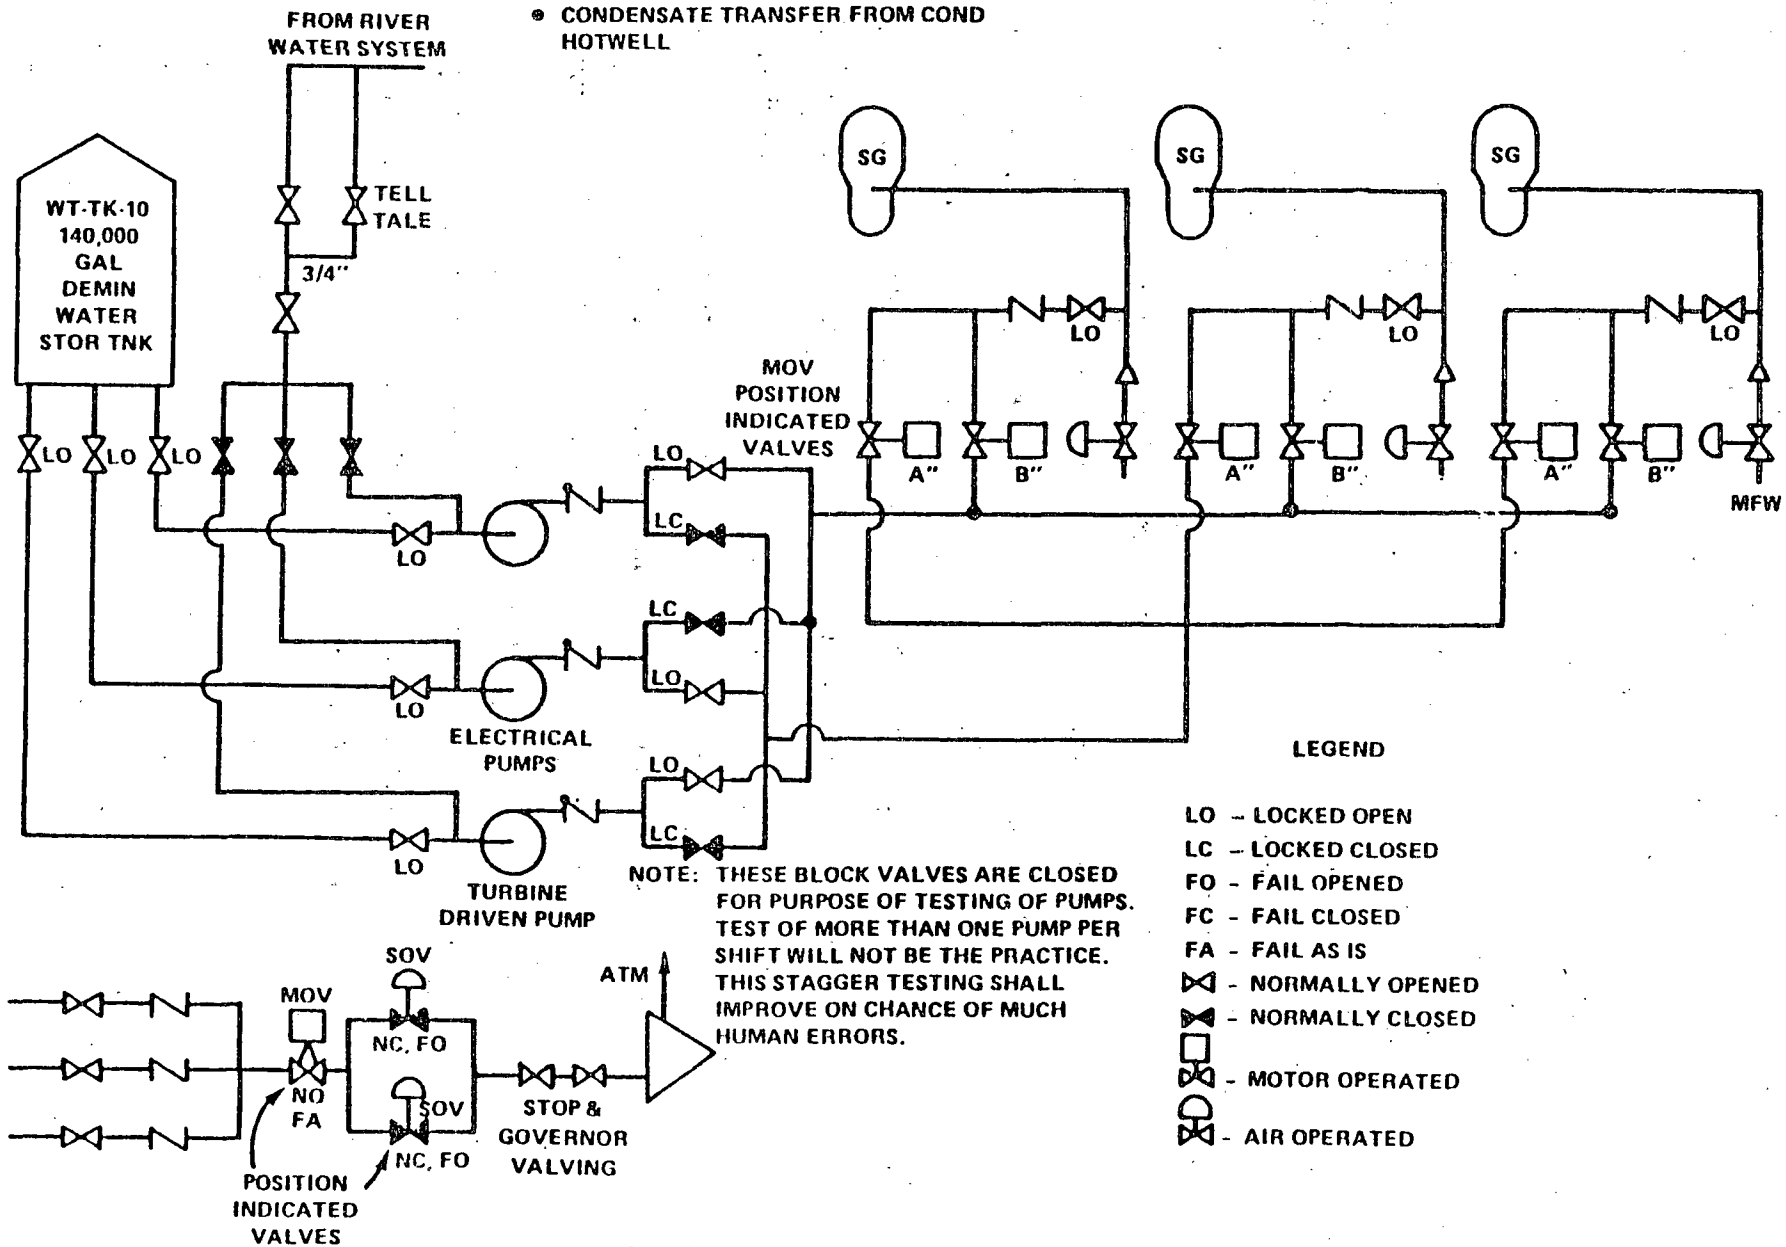 FROM RIVER
WATER SYSTEM
• CONDENSATE TRANSFER FROM COND
HOTWELL
WT-TK-10
140,000
GAL
DEMIN
WATER
STOR TNK
TELL
TALE
3/4"
SG
SG
SG
LO
LO
LO
MOV
POSITION
INDICATED
VALVES
A"
B"
A"
B"
A"
B"
MFW
LO
LO
LO
LO
LC
LO
LC
LO
LO
ELECTRICAL
PUMPS
LO
LC
LO
TURBINE
DRIVEN PUMP
NOTE: THESE BLOCK VALVES ARE CLOSED
FOR PURPOSE OF TESTING OF PUMPS.
TEST OF MORE THAN ONE PUMP PER
SHIFT WILL NOT BE THE PRACTICE.
THIS STAGGER TESTING SHALL
IMPROVE ON CHANCE OF MUCH
HUMAN ERRORS.
LEGEND
LO - LOCKED OPEN
LC - LOCKED CLOSED
FO - FAIL OPENED
FC - FAIL CLOSED
FA - FAIL AS IS
- NORMALLY OPENED
- NORMALLY CLOSED
- MOTOR OPERATED
- AIR OPERATED
MOV
NO
FA
SOV
NC, FO
SOV
NC, FO
ATM
STOP &
GOVERNOR
VALVING
POSITION
INDICATED
VALVES